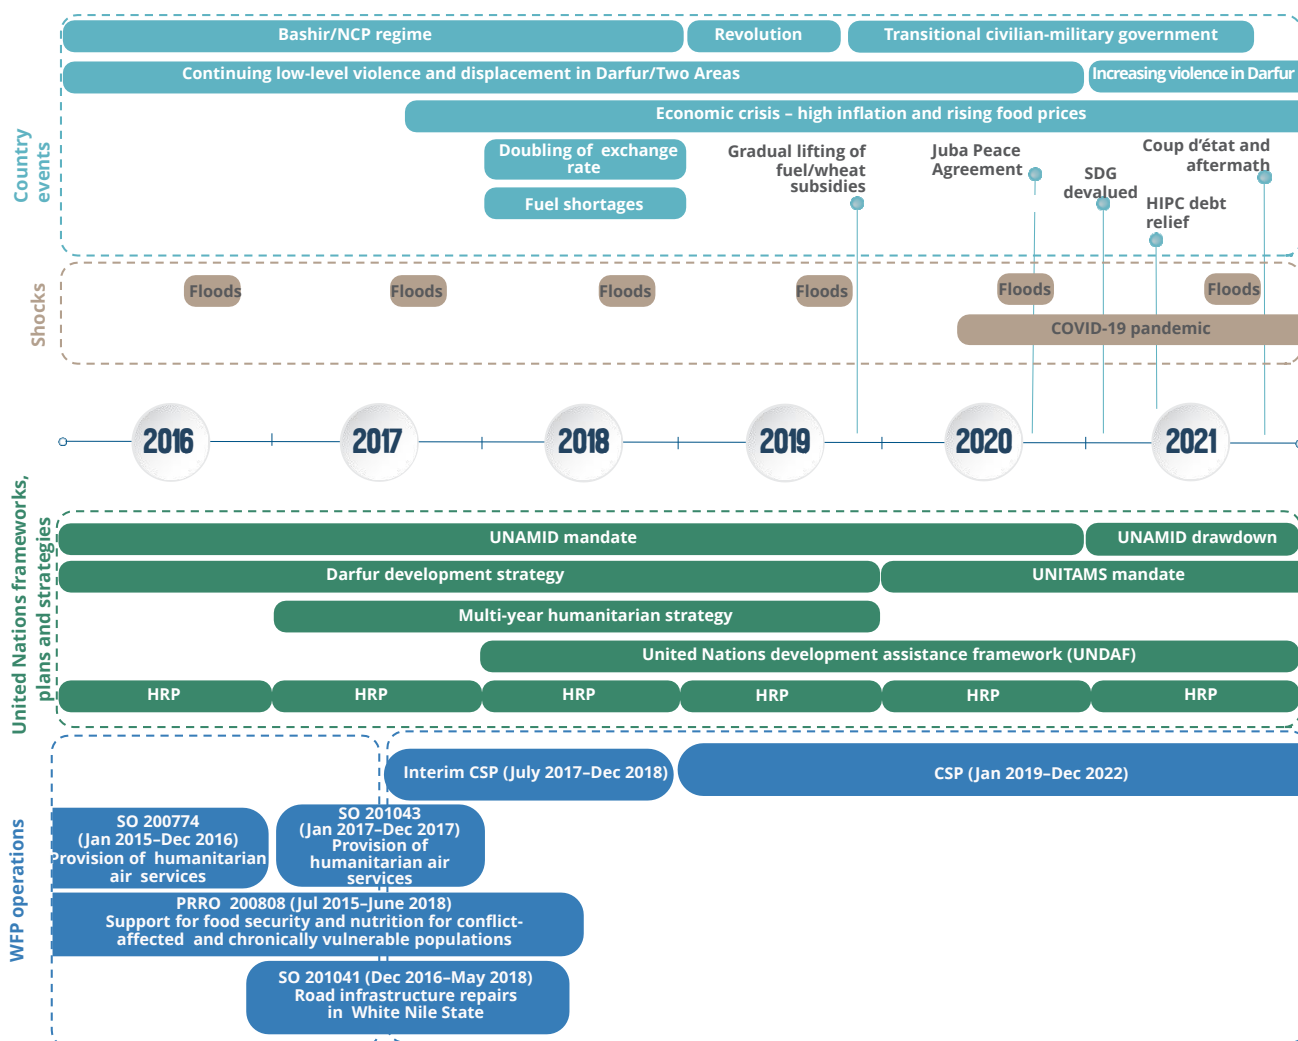 Bashir/NCP regime
Revolution
Transitional civilian-military government
Continuing low-level violence and displacement in Darfur/Two Areas
Increasing violence in Darfur
Economic crisis – high inflation and rising food prices
Country
events
Doubling of exchange
rate
Fuel shortages
Gradual lifting of
fuel/wheat
subsidies
Juba Peace
Agreement
SDG
devalued
Coup d’état and
aftermath
HIPC debt
relief
Shocks
Floods
Floods
Floods
Floods
Floods
Floods
COVID-19 pandemic
2016
2017
2018
2019
2020
2021
United Nations frameworks,
plans and strategies
UNAMID mandate
UNAMID drawdown
Darfur development strategy
UNITAMS mandate
Multi-year humanitarian strategy
United Nations development assistance framework (UNDAF)
HRP
HRP
HRP
HRP
HRP
HRP
WFP operations
Interim CSP (July 2017–Dec 2018)
CSP (Jan 2019–Dec 2022)
SO 200774
(Jan 2015–Dec 2016)
Provision of humanitarian
air services
SO 201043
(Jan 2017–Dec 2017)
Provision of
humanitarian air
services
PRRO 200808 (Jul 2015–June 2018)
Support for food security and nutrition for conflict-
affected and chronically vulnerable populations
SO 201041 (Dec 2016–May 2018)
Road infrastructure repairs
in White Nile State